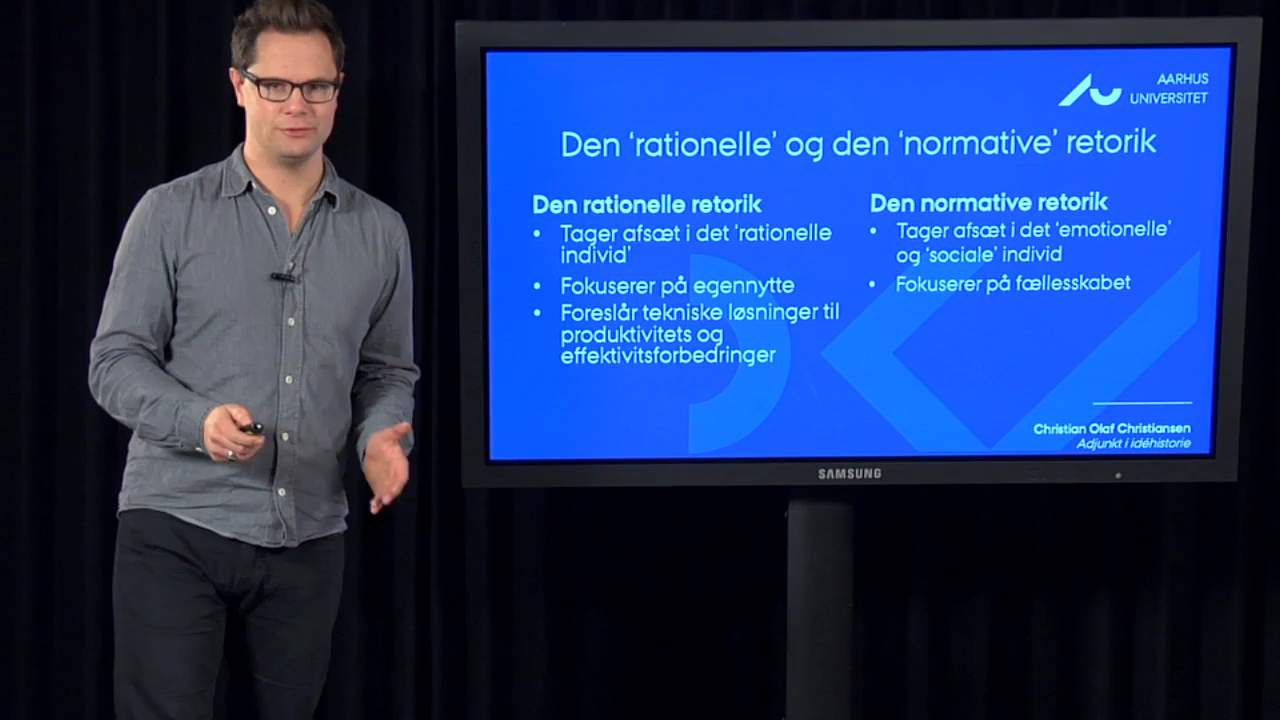 AARHUS
UNIVERSITET
Den 'rationelle' og den 'normative' retorik
Den rationelle retorik
• Tager afsæt i det 'rationelle
individ'
• Fokuserer på egennytte
• Foreslår tekniske løsninger til
produktivitets og
effektivitsforbedringer
Den normative retorik
• Tager afsæt i det 'emotionelle'
og 'sociale' individ
• Fokuserer på fællesskabet
Christian Olaf Christiansen
Adjunkt i idéhistorie
SAMSUNG